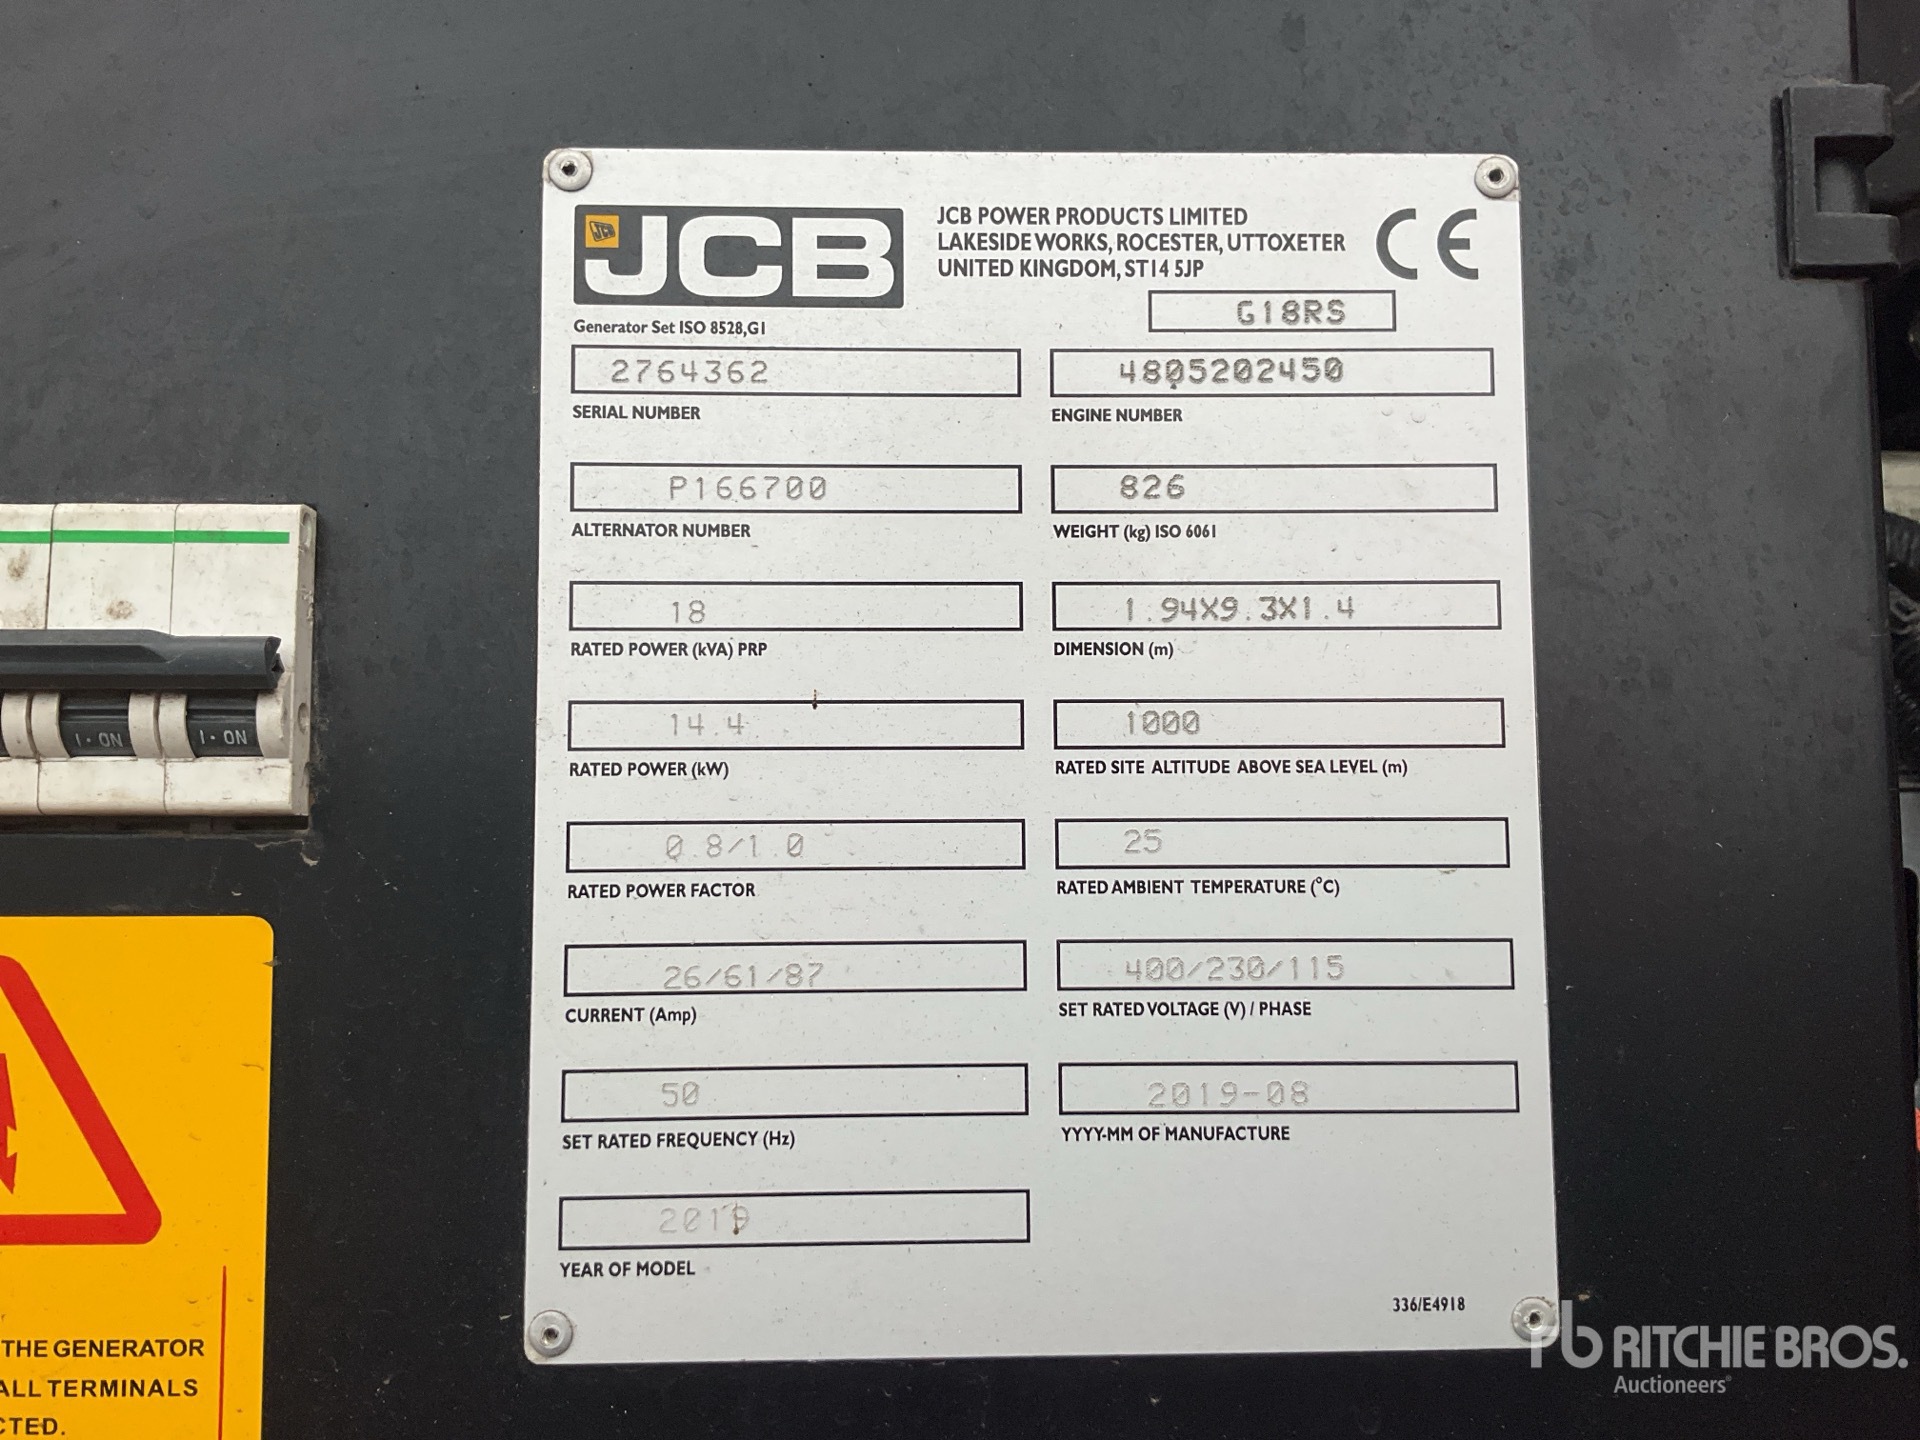 JCB
JCB
JCB POWER PRODUCTS LIMITED
LAKESIDE WORKS, ROCESTER, UTTOXETER
UNITED KINGDOM, ST14 5JP
CE
G18RS
Generator Set ISO 8528,G1
2764362
SERIAL NUMBER
4805202450
ENGINE NUMBER
P166700
ALTERNATOR NUMBER
826
WEIGHT (kg) ISO 6061
18
RATED POWER (kVA) PRP
1.94X9.3X1.4
DIMENSION (m)
14.4
RATED POWER (kW)
1000
RATED SITE ALTITUDE ABOVE SEA LEVEL (m)
0.8/1.0
RATED POWER FACTOR
25
RATED AMBIENT TEMPERATURE (°C)
26/61/87
CURRENT (Amp)
400/230/115
SET RATED VOLTAGE (V) / PHASE
50
SET RATED FREQUENCY (Hz)
2019-08
YYYY-MM OF MANUFACTURE
2019
YEAR OF MODEL
336/E4918
I · ON
I · ON
THE GENERATOR
ALL TERMINALS
CTED.
rb RITCHIE BROS.
Auctioneers®